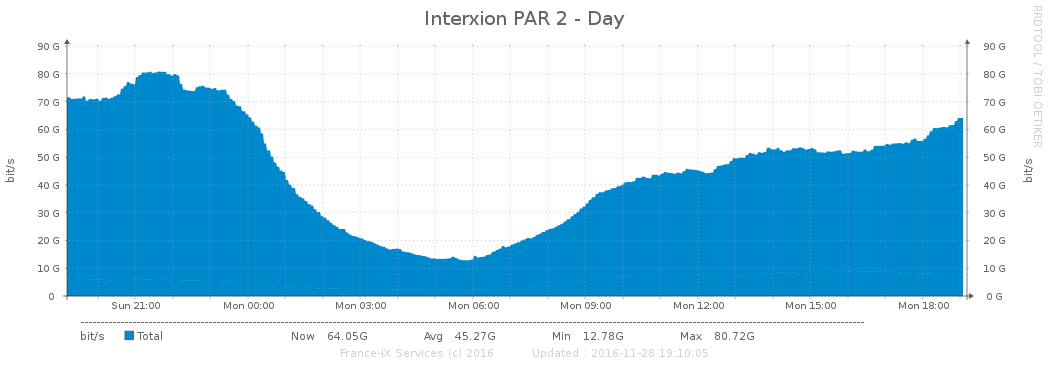 Interxion PAR 2 - Day
RRDTOOL / TOBI OETIKER
bit/s
90 G 90 G
80 G 80 G
70 G 70 G
60 G 60 G
50 G 50 G
40 G 40 G
30 G 30 G
20 G 20 G
10 G 10 G
0 0 G
bit/s
Sun 21:00 Mon 00:00 Mon 03:00 Mon 06:00 Mon 09:00 Mon 12:00 Mon 15:00 Mon 18:00
bit/s Total Now 64.05G Avg 45.27G Min 12.78G Max 80.72G
France-IX Services (c) 2016 Updated : 2016-11-28 19:10:05